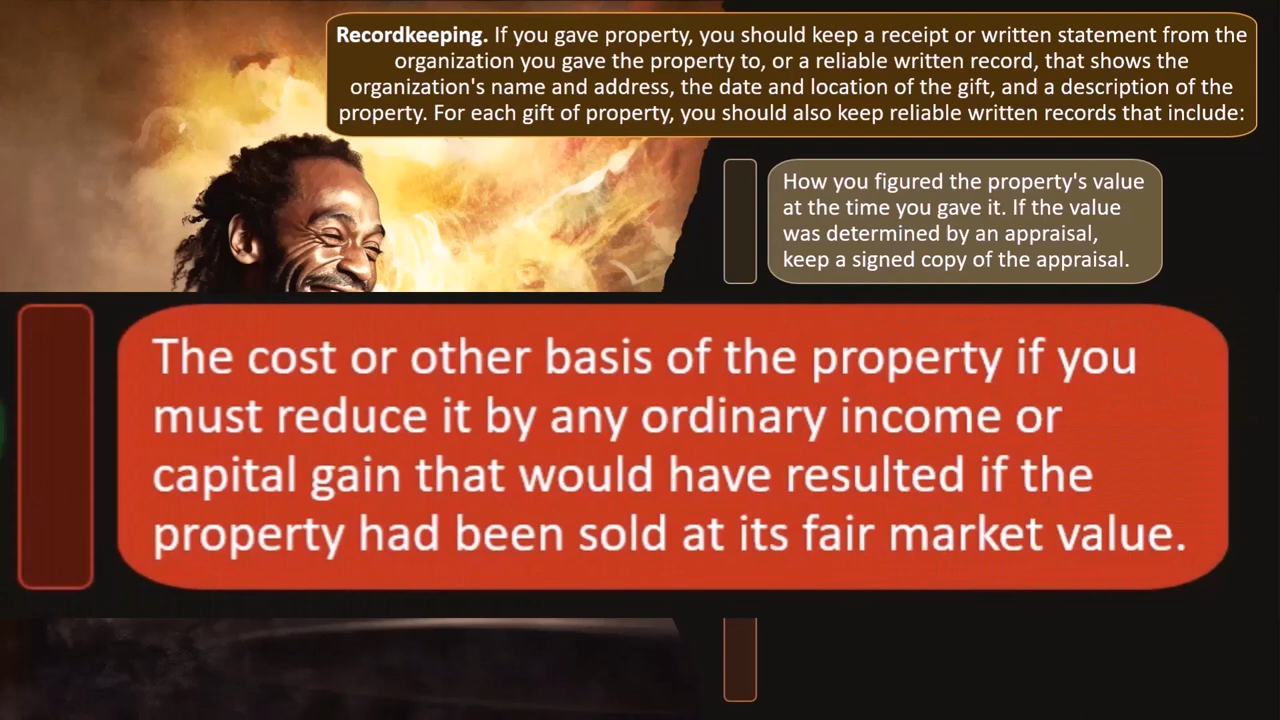 Recordkeeping. If you gave property, you should keep a receipt or written statement from the
organization you gave the property to, or a reliable written record, that shows the
organization's name and address, the date and location of the gift, and a description of the
property. For each gift of property, you should also keep reliable written records that include:
How you figured the property's value
at the time you gave it. If the value
was determined by an appraisal,
keep a signed copy of the appraisal.
The cost or other basis of the property if you
must reduce it by any ordinary income or
capital gain that would have resulted if the
property had been sold at its fair market value.